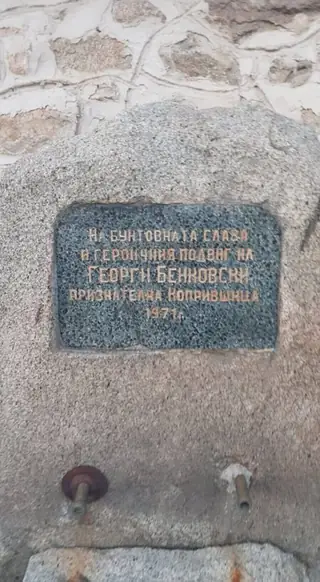 На бунтовната слава
и героичния подвиг на
Георги Бенковски
признателна Копривщица
1971г.